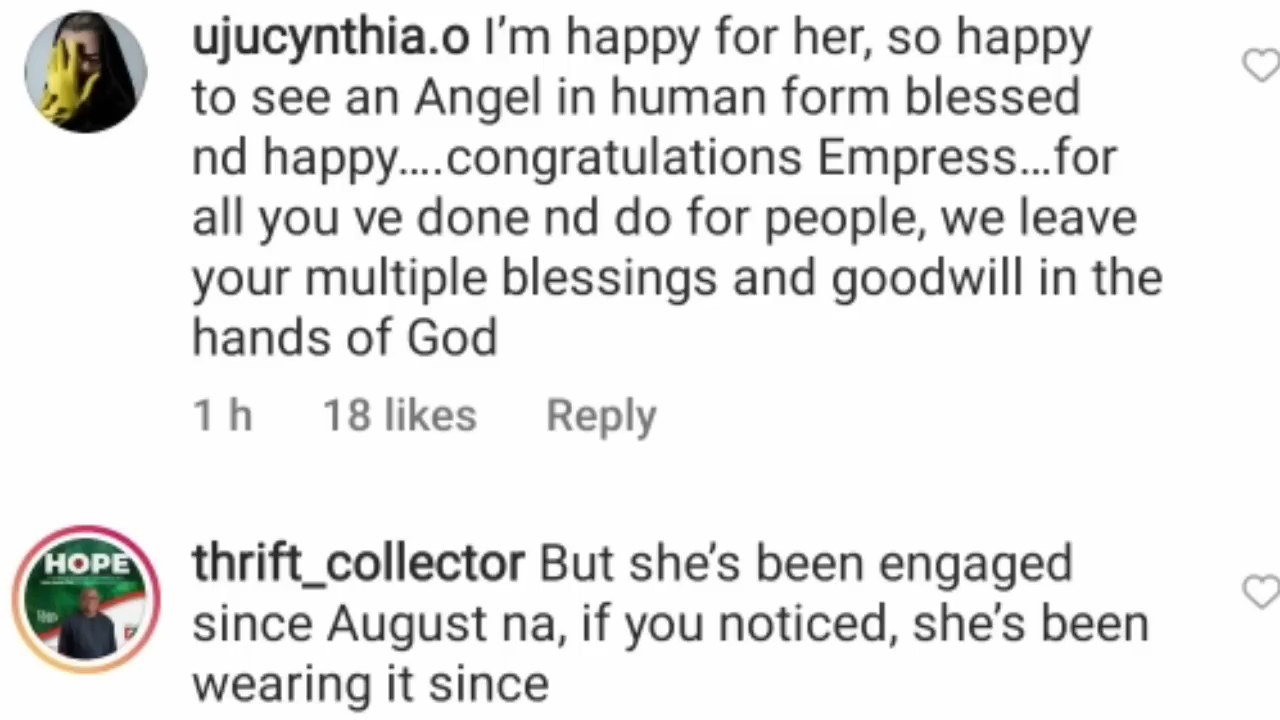 ujucynthia.o I’m happy for her, so happy
to see an Angel in human form blessed
nd happy....congratulations Empress...for
all you ve done nd do for people, we leave
your multiple blessings and goodwill in the
hands of God
1 h 18 likes Reply
HOPE
thrift_collector But she’s been engaged
since August na, if you noticed, she’s been
wearing it since